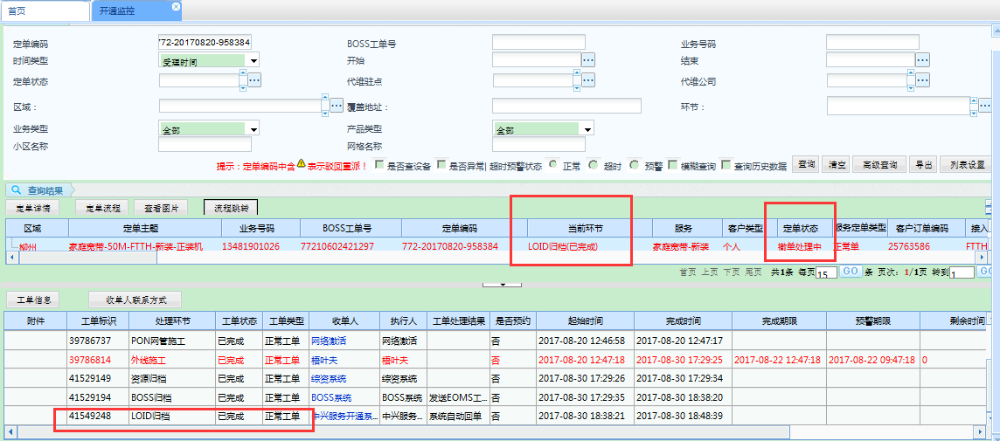 首页 开通监控
定单编码 772-20170820-958384 BOSS工单号 业务号码
时间类型 受理时间 开始 结束
定单状态 代维驻点 代维公司
区域： 覆盖地址： 环节：
业务类型 全部 产品类型 全部
小区名称 网格名称
提示：定单编码中含 表示驳回重派！ 是否查设备 是否异常| 超时预警状态 正常 超时 预警 模糊查询 查询历史数据 查询 清空 高级查询 导出 列表设置
查询结果
定单详情 定单流程 查看图片 流程跳转
区域 定单主题 业务号码 BOSS工单号 定单编码 当前环节 服务 客户类型 定单状态 服务定单类型 客户订单编码 接入
柳州 家庭宽带-50M-FTTH-新装-正装机 13481901026 77210602421297 772-20170820-958384 LOID归档(已完成) 家庭宽带-新装 个人 撤单处理中 正常单 25763586 FTTH
首页 上页 下页 尾页 共1条 每页 15 GO 条 页次：1/1页 转到 1 GO
工单信息 收单人联系方式
附件 工单标识 处理环节 工单状态 工单类型 收单人 执行人 工单处理结果 是否预约 起始时间 完成时间 完成期限 预警期限 剩余时间
39786737 PON网管施工 已完成 正常工单 网络激活 网络激活 否 2017-08-20 12:46:58 2017-08-20 12:47:17
39786814 外线施工 已完成 正常工单 梧叶夫 梧叶夫 否 2017-08-20 12:47:18 2017-08-30 17:29:25 2017-08-22 12:47:18 2017-08-22 09:47:18 0
41529149 资源归档 已完成 正常工单 综资系统 综资系统 否 2017-08-30 17:29:26 2017-08-30 17:29:34
41529194 BOSS归档 已完成 正常工单 BOSS系统 BOSS系统 发送EOMS工... 否 2017-08-30 17:29:35 2017-08-30 18:38:20
41549248 LOID归档 已完成 正常工单 中兴服务开通系... 中兴服务... 系统自动回单 否 2017-08-30 18:38:21 2017-08-30 18:48:39